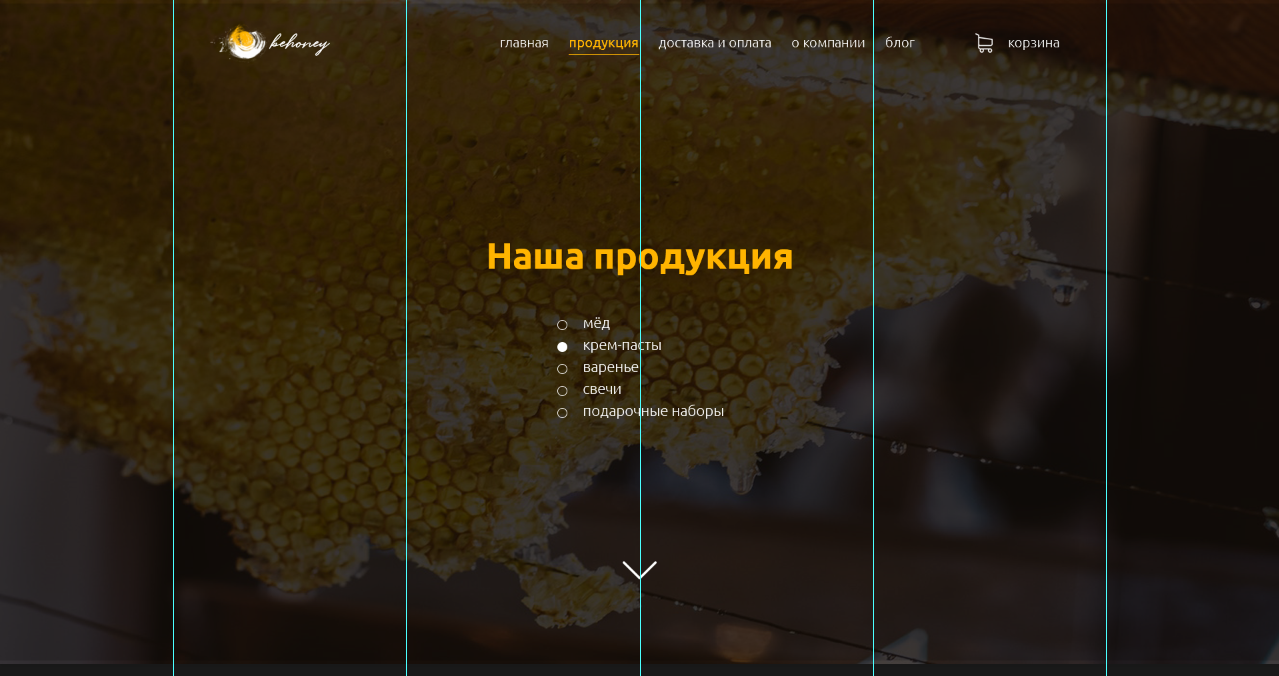 behoney
главная продукция доставка и оплата о компании блог корзина
Наша продукция
мёд
крем-пасты
варенье
свечи
подарочные наборы